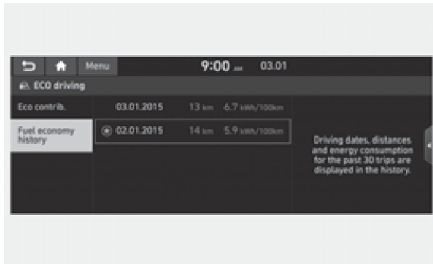 Menu 9:00 AM 03.01
ECO driving
Eco contrib. 03.01.2015 13 km 6.7 kWh/100km
Fuel economy history 02.01.2015 14 km 5.9 kWh/100km
Driving dates, distances
and energy consumption
for the past 30 trips are
displayed in the history.